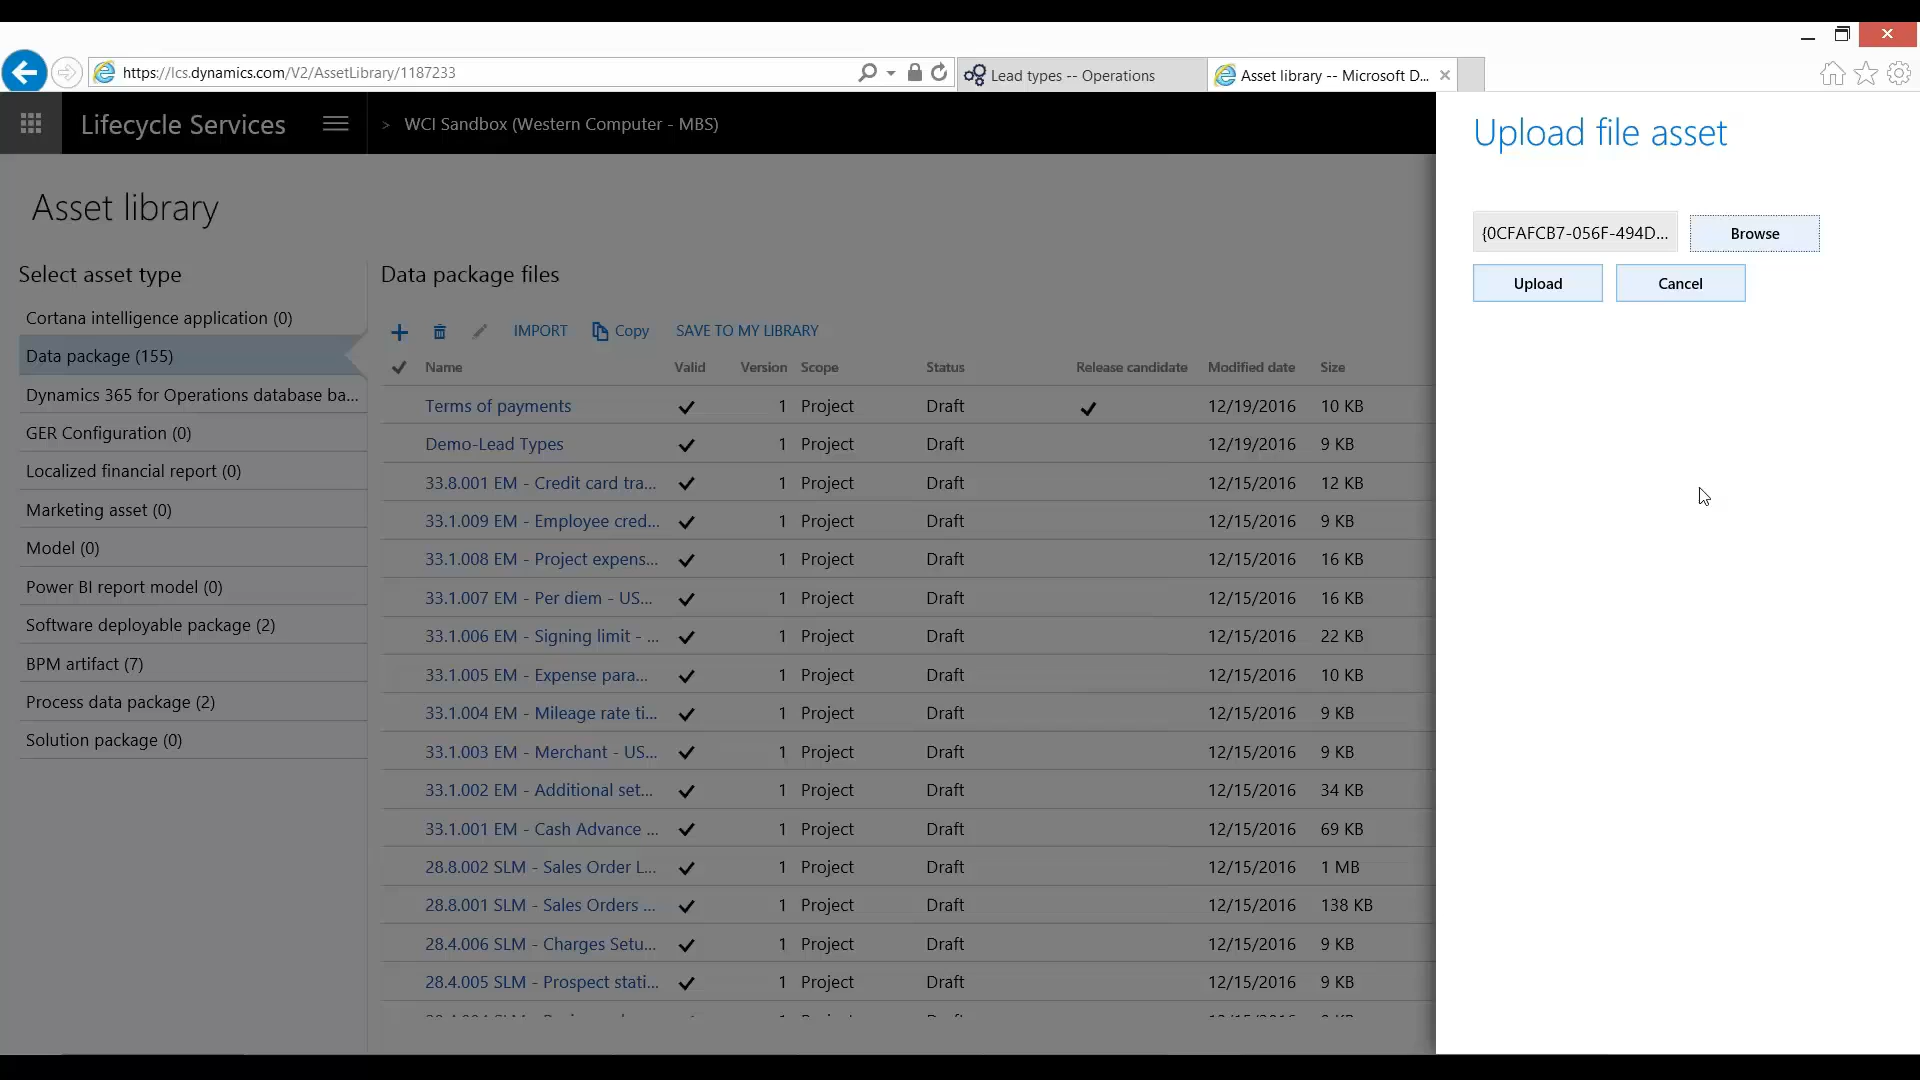 https://lcs.dynamics.com/V2/AssetLibrary/1187233
Lead types -- Operations
Asset library -- Microsoft D...
Lifecycle Services
> WCI Sandbox (Western Computer - MBS)
Upload file asset
{0CFAFCB7-056F-494D...
Browse
Upload
Cancel
Asset library
Select asset type
Cortana intelligence application (0)
Data package (155)
Dynamics 365 for Operations database ba...
GER Configuration (0)
Localized financial report (0)
Marketing asset (0)
Model (0)
Power BI report model (0)
Software deployable package (2)
BPM artifact (7)
Process data package (2)
Solution package (0)
Data package files
IMPORT Copy SAVE TO MY LIBRARY
Name Valid Version Scope Status Release candidate Modified date Size
Terms of payments 1 Project Draft 12/19/2016 10 KB
Demo-Lead Types 1 Project Draft 12/19/2016 9 KB
33.8.001 EM - Credit card tra... 1 Project Draft 12/15/2016 12 KB
33.1.009 EM - Employee cred... 1 Project Draft 12/15/2016 9 KB
33.1.008 EM - Project expens... 1 Project Draft 12/15/2016 16 KB
33.1.007 EM - Per diem - US... 1 Project Draft 12/15/2016 16 KB
33.1.006 EM - Signing limit - ... 1 Project Draft 12/15/2016 22 KB
33.1.005 EM - Expense para... 1 Project Draft 12/15/2016 10 KB
33.1.004 EM - Mileage rate ti... 1 Project Draft 12/15/2016 9 KB
33.1.003 EM - Merchant - US... 1 Project Draft 12/15/2016 9 KB
33.1.002 EM - Additional set... 1 Project Draft 12/15/2016 34 KB
33.1.001 EM - Cash Advance ... 1 Project Draft 12/15/2016 69 KB
28.8.002 SLM - Sales Order L... 1 Project Draft 12/15/2016 1 MB
28.8.001 SLM - Sales Orders ... 1 Project Draft 12/15/2016 138 KB
28.4.006 SLM - Charges Setu... 1 Project Draft 12/15/2016 9 KB
28.4.005 SLM - Prospect stati... 1 Project Draft 12/15/2016 9 KB